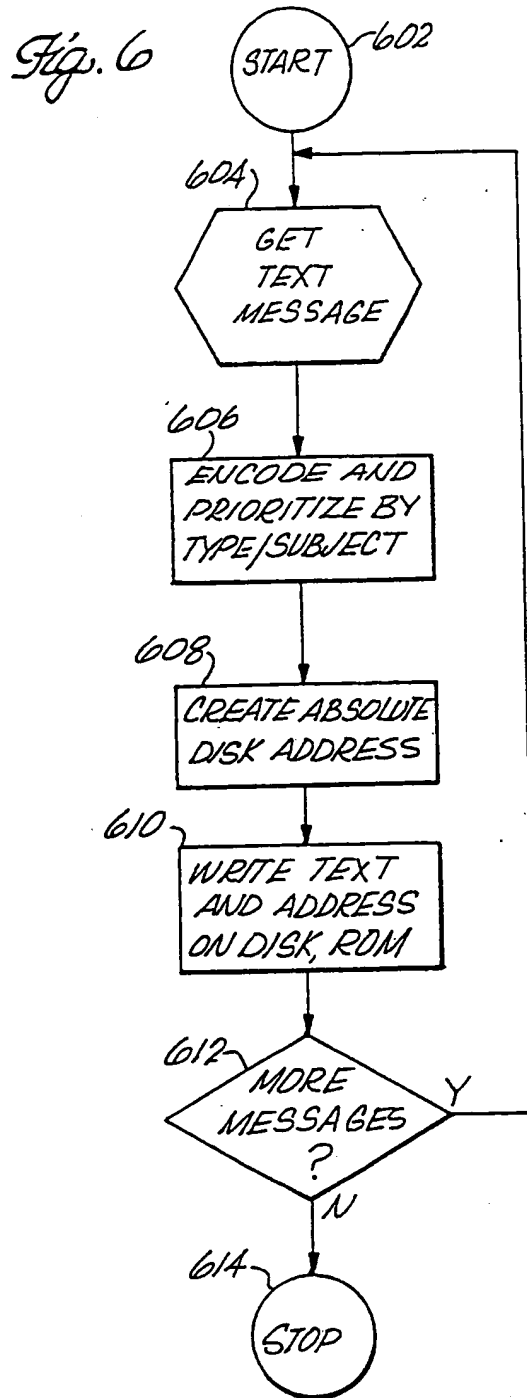 Fig. 6
602
START
604
GET
TEXT
MESSAGE
606
ENCODE AND
PRIORITIZE BY
TYPE/SUBJECT
608
CREATE ABSOLUTE
DISK ADDRESS
610
WRITE TEXT
AND ADDRESS
ON DISK, ROM
612
MORE
MESSAGES
?
Y
N
614
STOP